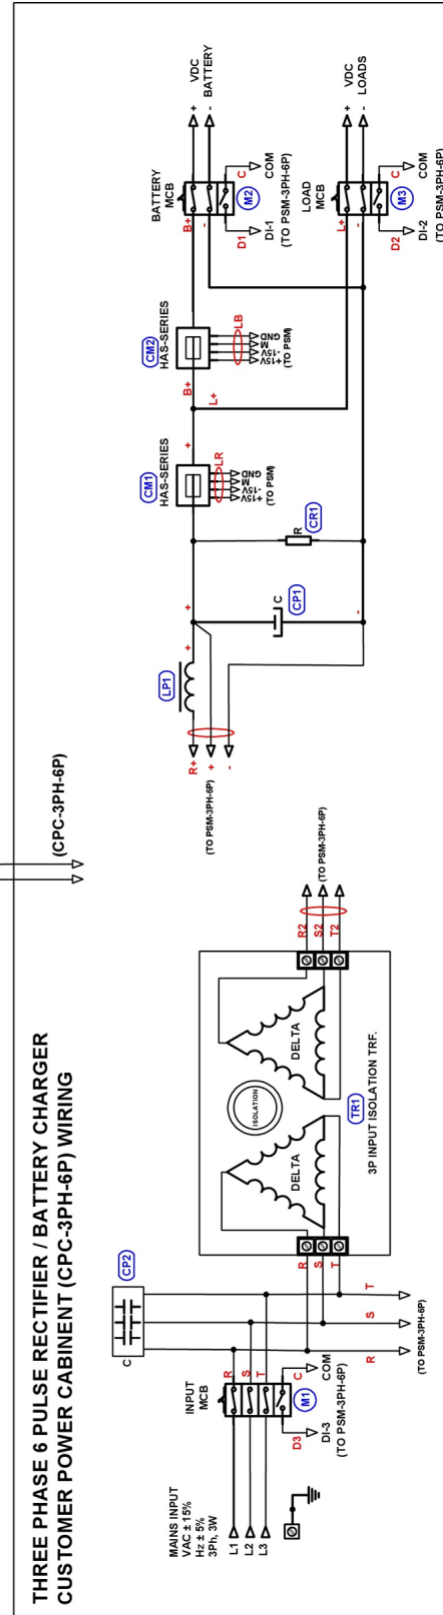 THREE PHASE 6 PULSE RECTIFIER / BATTERY CHARGER
CUSTOMER POWER CABINENT (CPC-3PH-6P) WIRING
(CPC-3PH-6P)
MAINS INPUT
VAC ± 15%
Hz ± 5%
3Ph, 3W
L1
L2
L3
INPUT
MCB
R
S
T
M1
D3
C
DI-3
COM
(TO PSM-3PH-6P)
C
CP2
R
S
T
(TO PSM-3PH-6P)
R
S
T
DELTA
ISOLATION
DELTA
TR1
3P INPUT ISOLATION TRF.
R2
S2
T2
(TO PSM-3PH-6P)
R+
+
-
(TO PSM-3PH-6P)
LP1
+
+
C
CP1
-
R
CR1
CM1
HAS-SERIES
+15V
-15V
M
GND
LR
(TO PSM)
+
B+
L+
CM2
HAS-SERIES
+15V
-15V
M
GND
LB
(TO PSM)
BATTERY
MCB
B+
-
M2
D1
C
DI-1
COM
(TO PSM-3PH-6P)
+
VDC
-
BATTERY
LOAD
MCB
L+
-
M3
D2
C
DI-2
COM
(TO PSM-3PH-6P)
+
VDC
-
LOADS